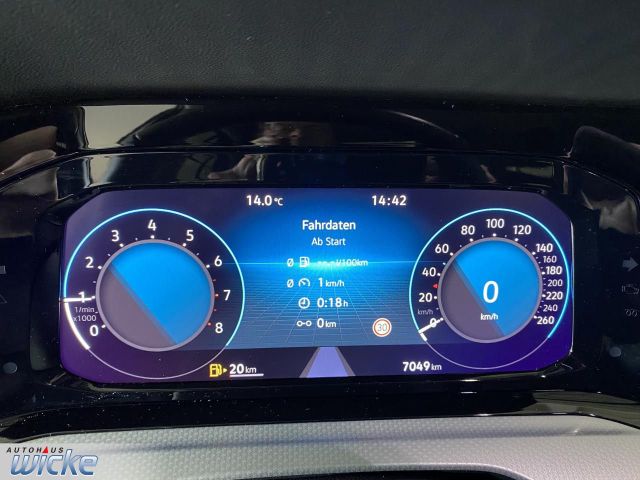 14.0 °C 14:42
Fahrdaten
Ab Start
Ø --.- l/100km
Ø 1 km/h
0:18 h
0 km
30
0 1 2 3 4 5 6 7 8
1/min
x1000
0 20 40 60 80 100 120 140 160 180 200 220 240 260
km/h
0
km/h
20 km
7049 km
AUTOHAUS
WICKE